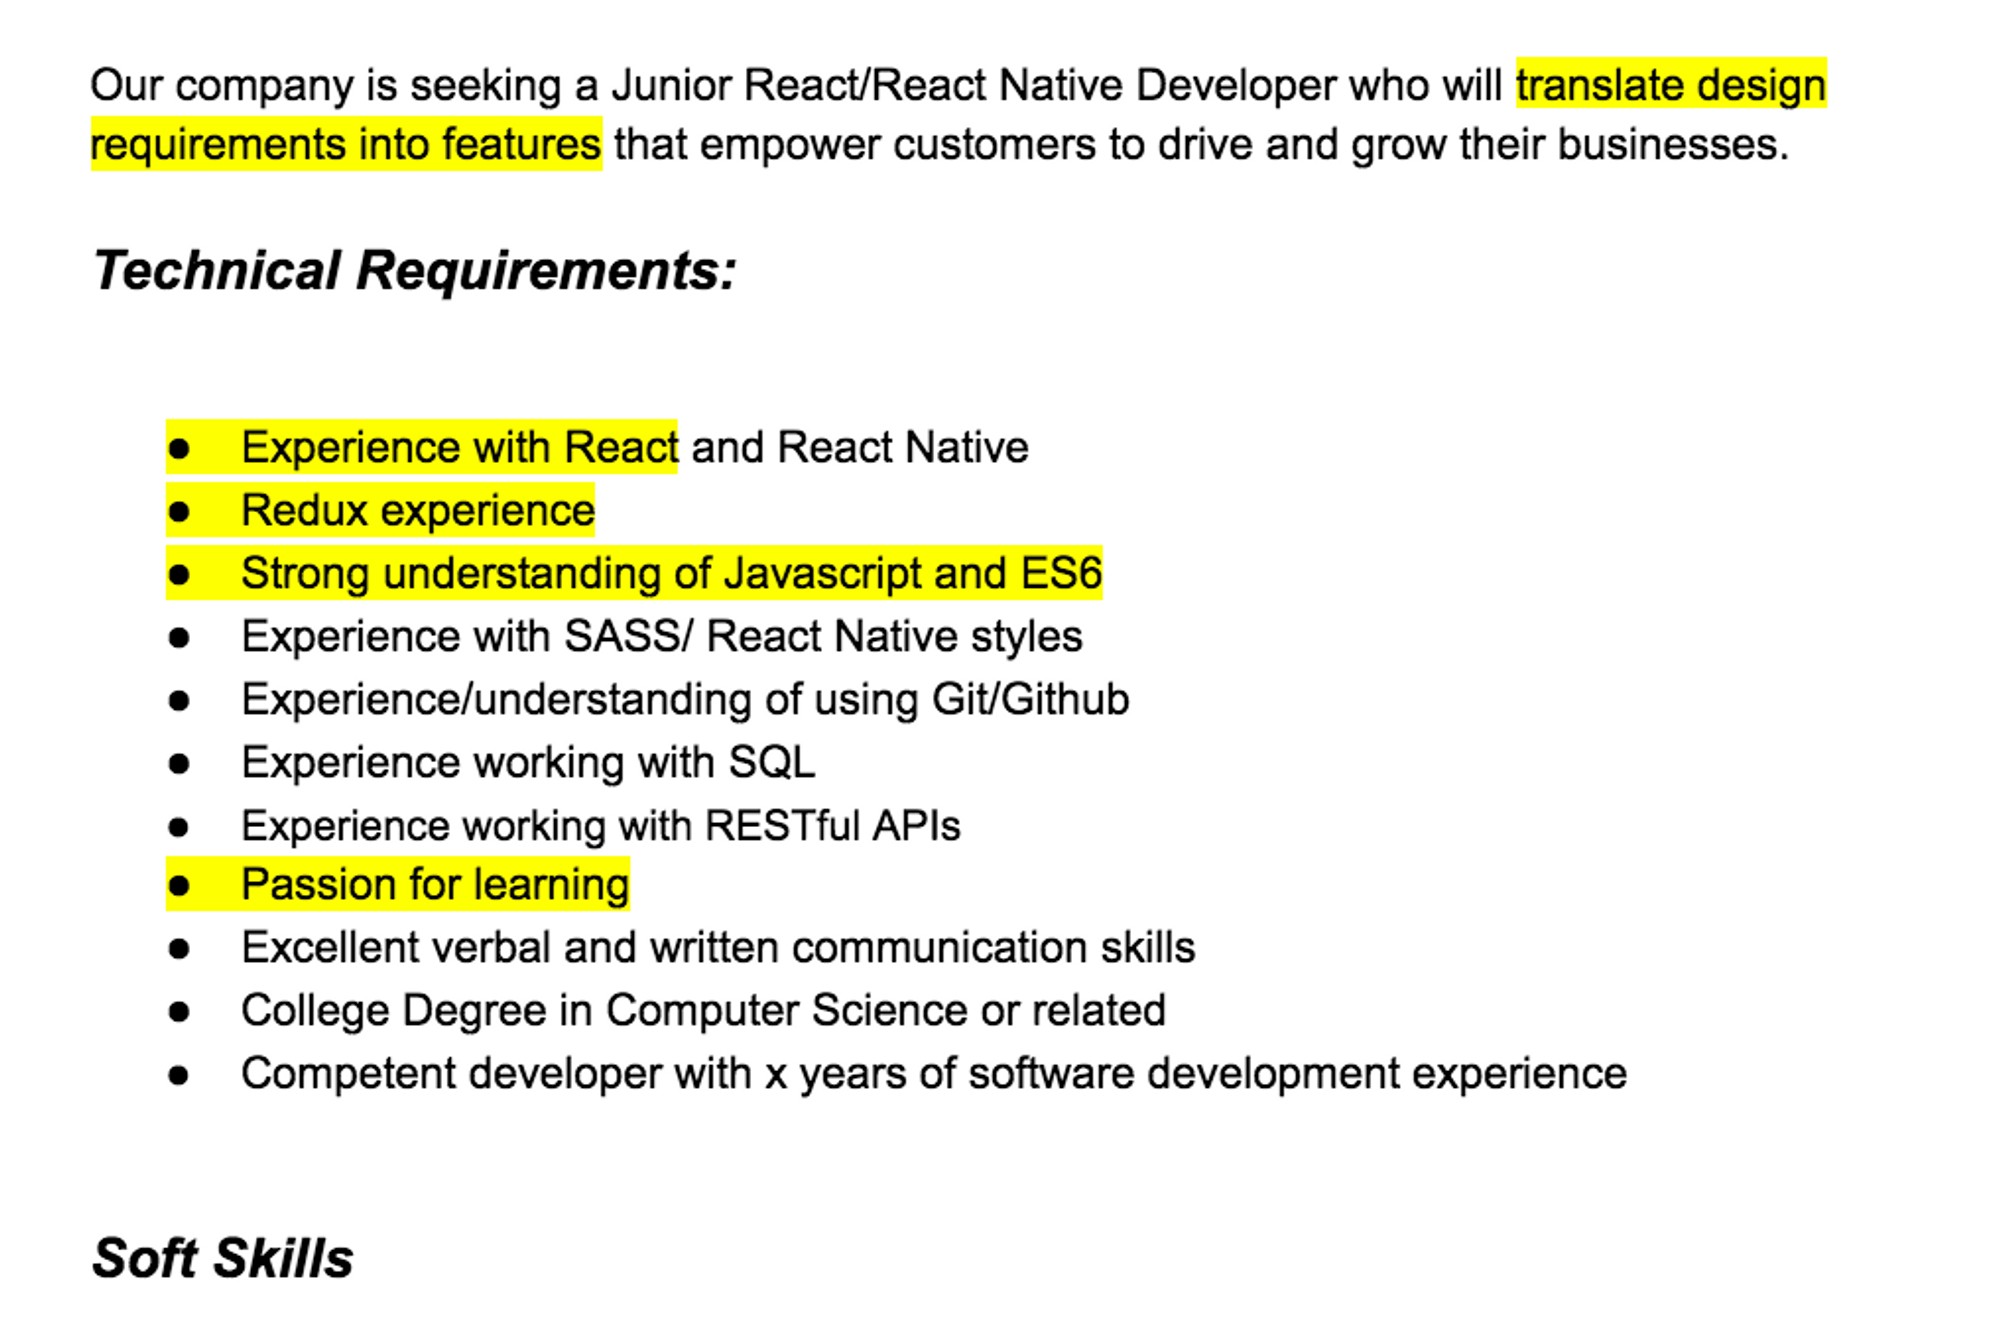 Our company is seeking a Junior React/React Native Developer who will translate design
requirements into features that empower customers to drive and grow their businesses.
Technical Requirements:
● Experience with React and React Native
● Redux experience
● Strong understanding of Javascript and ES6
● Experience with SASS/ React Native styles
● Experience/understanding of using Git/Github
● Experience working with SQL
● Experience working with RESTful APIs
● Passion for learning
● Excellent verbal and written communication skills
● College Degree in Computer Science or related
● Competent developer with x years of software development experience
Soft Skills